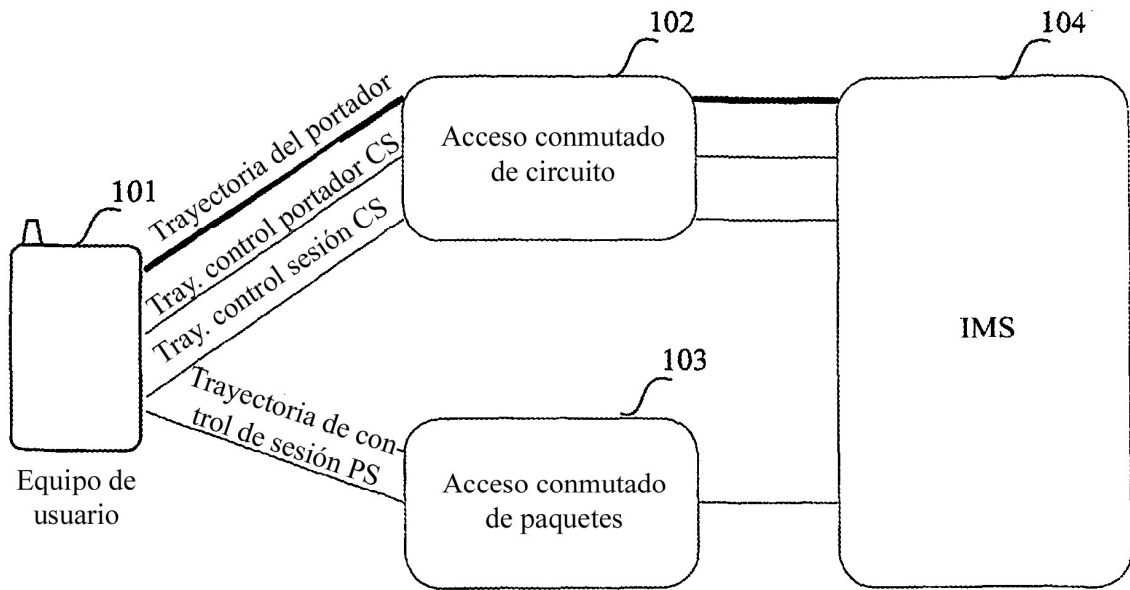 102
104
Trayectoria del portador
Acceso conmutado
de circuito
Tray. control portador CS
101
Tray. control sesión CS
IMS
103
Trayectoria de con-
trol de sesión PS
Acceso conmutado
de paquetes
Equipo de
usuario